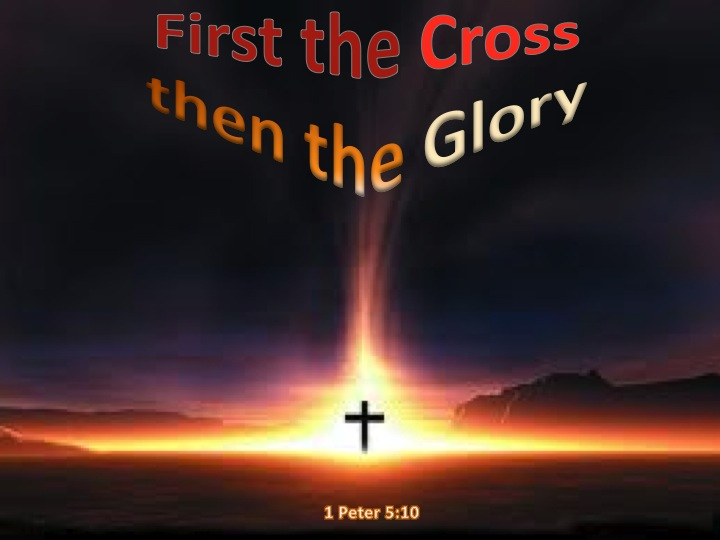 First the Cross
then the Glory
1 Peter 5:10